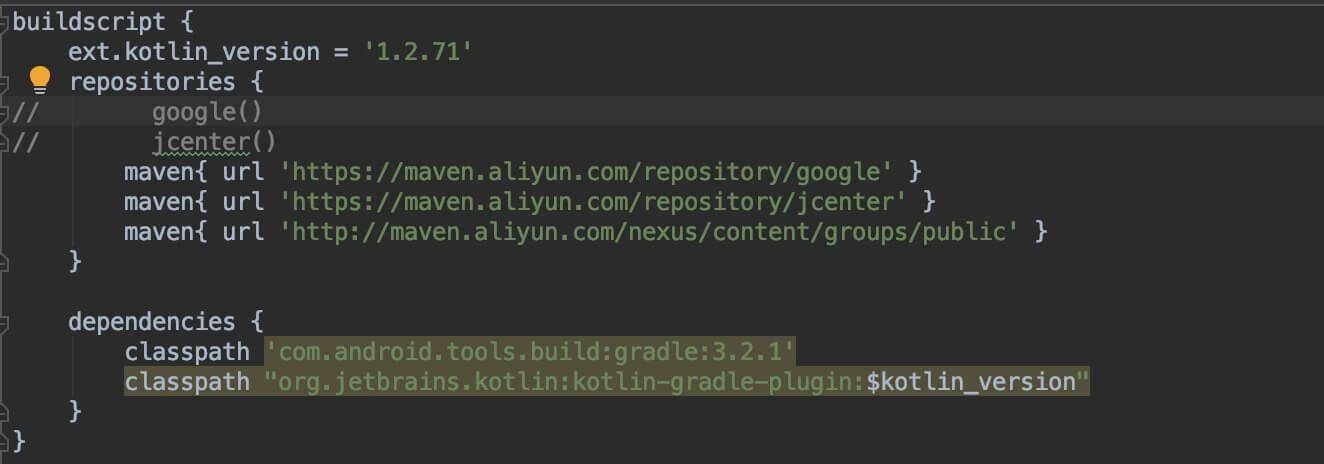 buildscript {
    ext.kotlin_version = '1.2.71'
    repositories {
//        google()
//        jcenter()
        maven{ url 'https://maven.aliyun.com/repository/google' }
        maven{ url 'https://maven.aliyun.com/repository/jcenter' }
        maven{ url 'http://maven.aliyun.com/nexus/content/groups/public' }
    }

    dependencies {
        classpath 'com.android.tools.build:gradle:3.2.1'
        classpath "org.jetbrains.kotlin:kotlin-gradle-plugin:$kotlin_version"
    }
}